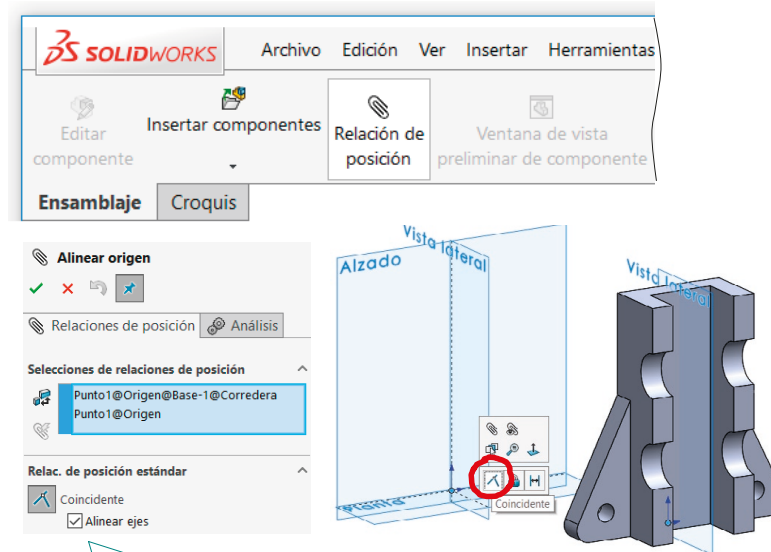 SOLIDWORKS
Archivo Edición Ver Insertar Herramientas
Editar componente
Insertar componentes
Relación de posición
Ventana de vista preliminar de componente
Ensamblaje Croquis
Alinear origen
Relaciones de posición Análisis
Selecciones de relaciones de posición
Punto1@Origen@Base-1@Corredera
Punto1@Origen
Relac. de posición estándar
Coincidente
Alinear ejes
Vista lateral
Alzado
Planta
Coincidente
Vista lateral